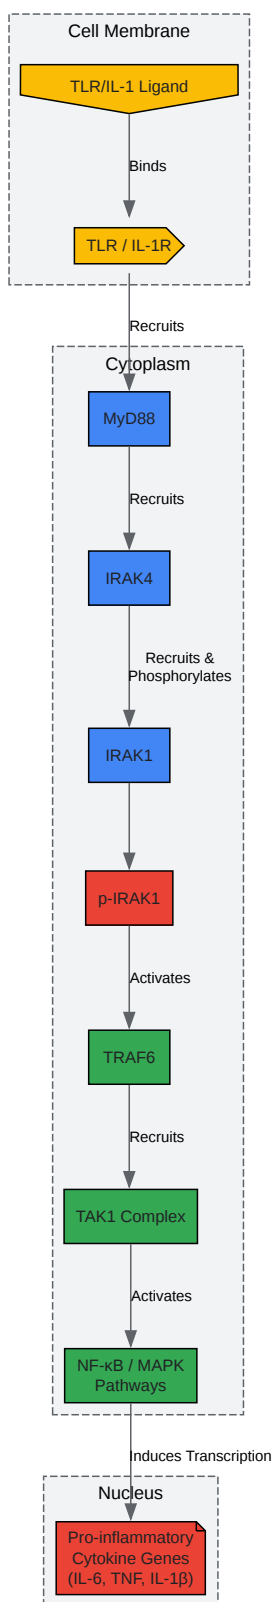 Cell Membrane
TLR/IL-1 Ligand
Binds
TLR / IL-1R
Recruits
Cytoplasm
MyD88
Recruits
IRAK4
Recruits &
Phosphorylates
IRAK1
p-IRAK1
Activates
TRAF6
Recruits
TAK1 Complex
Activates
NF-κB / MAPK
Pathways
Induces Transcription
Nucleus
Pro-inflammatory
Cytokine Genes
(IL-6, TNF, IL-1β)